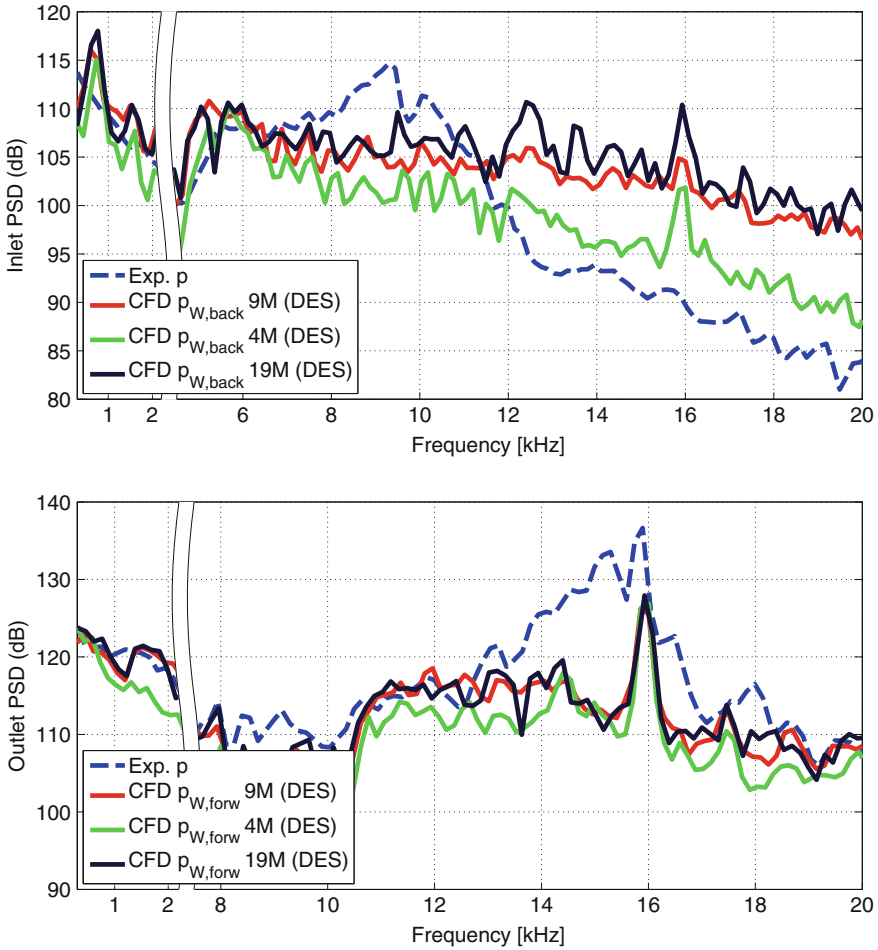 120
115
110
105
100
95
90
85
80
Inlet PSD (dB)
Exp. p
CFD p_W,back 9M (DES)
CFD p_W,back 4M (DES)
CFD p_W,back 19M (DES)
1 2 6 8 10 12 14 16 18 20
Frequency [kHz]
140
130
120
110
100
90
Outlet PSD (dB)
Exp. p
CFD p_W,forw 9M (DES)
CFD p_W,forw 4M (DES)
CFD p_W,forw 19M (DES)
1 2 8 10 12 14 16 18 20
Frequency [kHz]